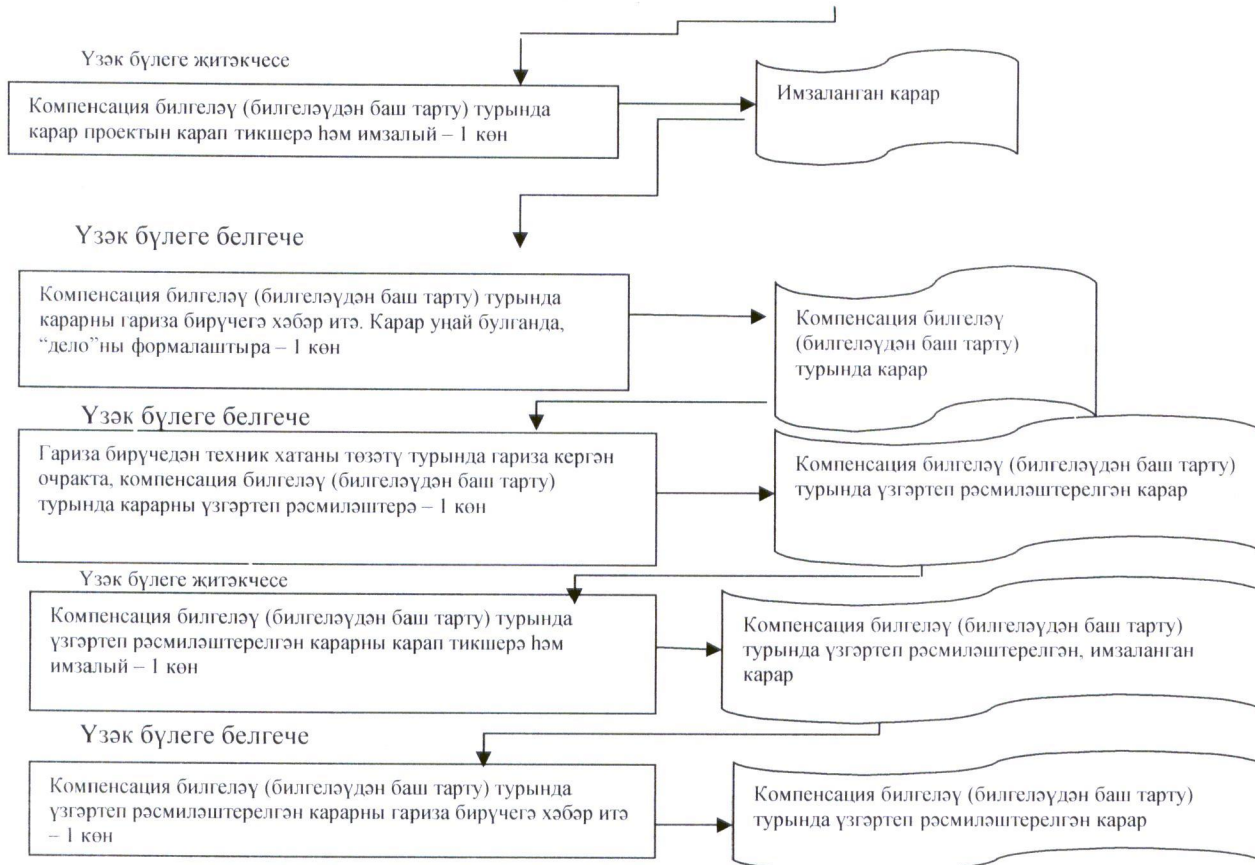 Үзәк бүлеге җитәкчесе
Компенсация билгеләү (билгеләүдән баш тарту) турында
карар проектын карап тикшерә һәм имзалый – 1 көн
Имзаланган карар
Үзәк бүлеге белгече
Компенсация билгеләү (билгеләүдән баш тарту) турында
карарны гариза бирүчегә хәбәр итә. Карар уңай булганда,
“дело”ны формалаштыра – 1 көн
Компенсация билгеләү
(билгеләүдән баш тарту)
турында карар
Үзәк бүлеге белгече
Гариза бирүчедән техник хатаны төзәтү турында гариза кергән
очракта, компенсация билгеләү (билгеләүдән баш тарту)
турында карарны үзгәртеп рәсмиләштерә – 1 көн
Компенсация билгеләү (билгеләүдән баш тарту)
турында үзгәртеп рәсмиләштерелгән карар
Үзәк бүлеге җитәкчесе
Компенсация билгеләү (билгеләүдән баш тарту) турында
үзгәртеп рәсмиләштерелгән карарны карап тикшерә һәм
имзалый – 1 көн
Компенсация билгеләү (билгеләүдән баш тарту)
турында үзгәртеп рәсмиләштерелгән, имзаланган
карар
Үзәк бүлеге белгече
Компенсация билгеләү (билгеләүдән баш тарту) турында
үзгәртеп рәсмиләштерелгән карарны гариза бирүчегә хәбәр итә
– 1 көн
Компенсация билгеләү (билгеләүдән баш тарту)
турында үзгәртеп рәсмиләштерелгән карар